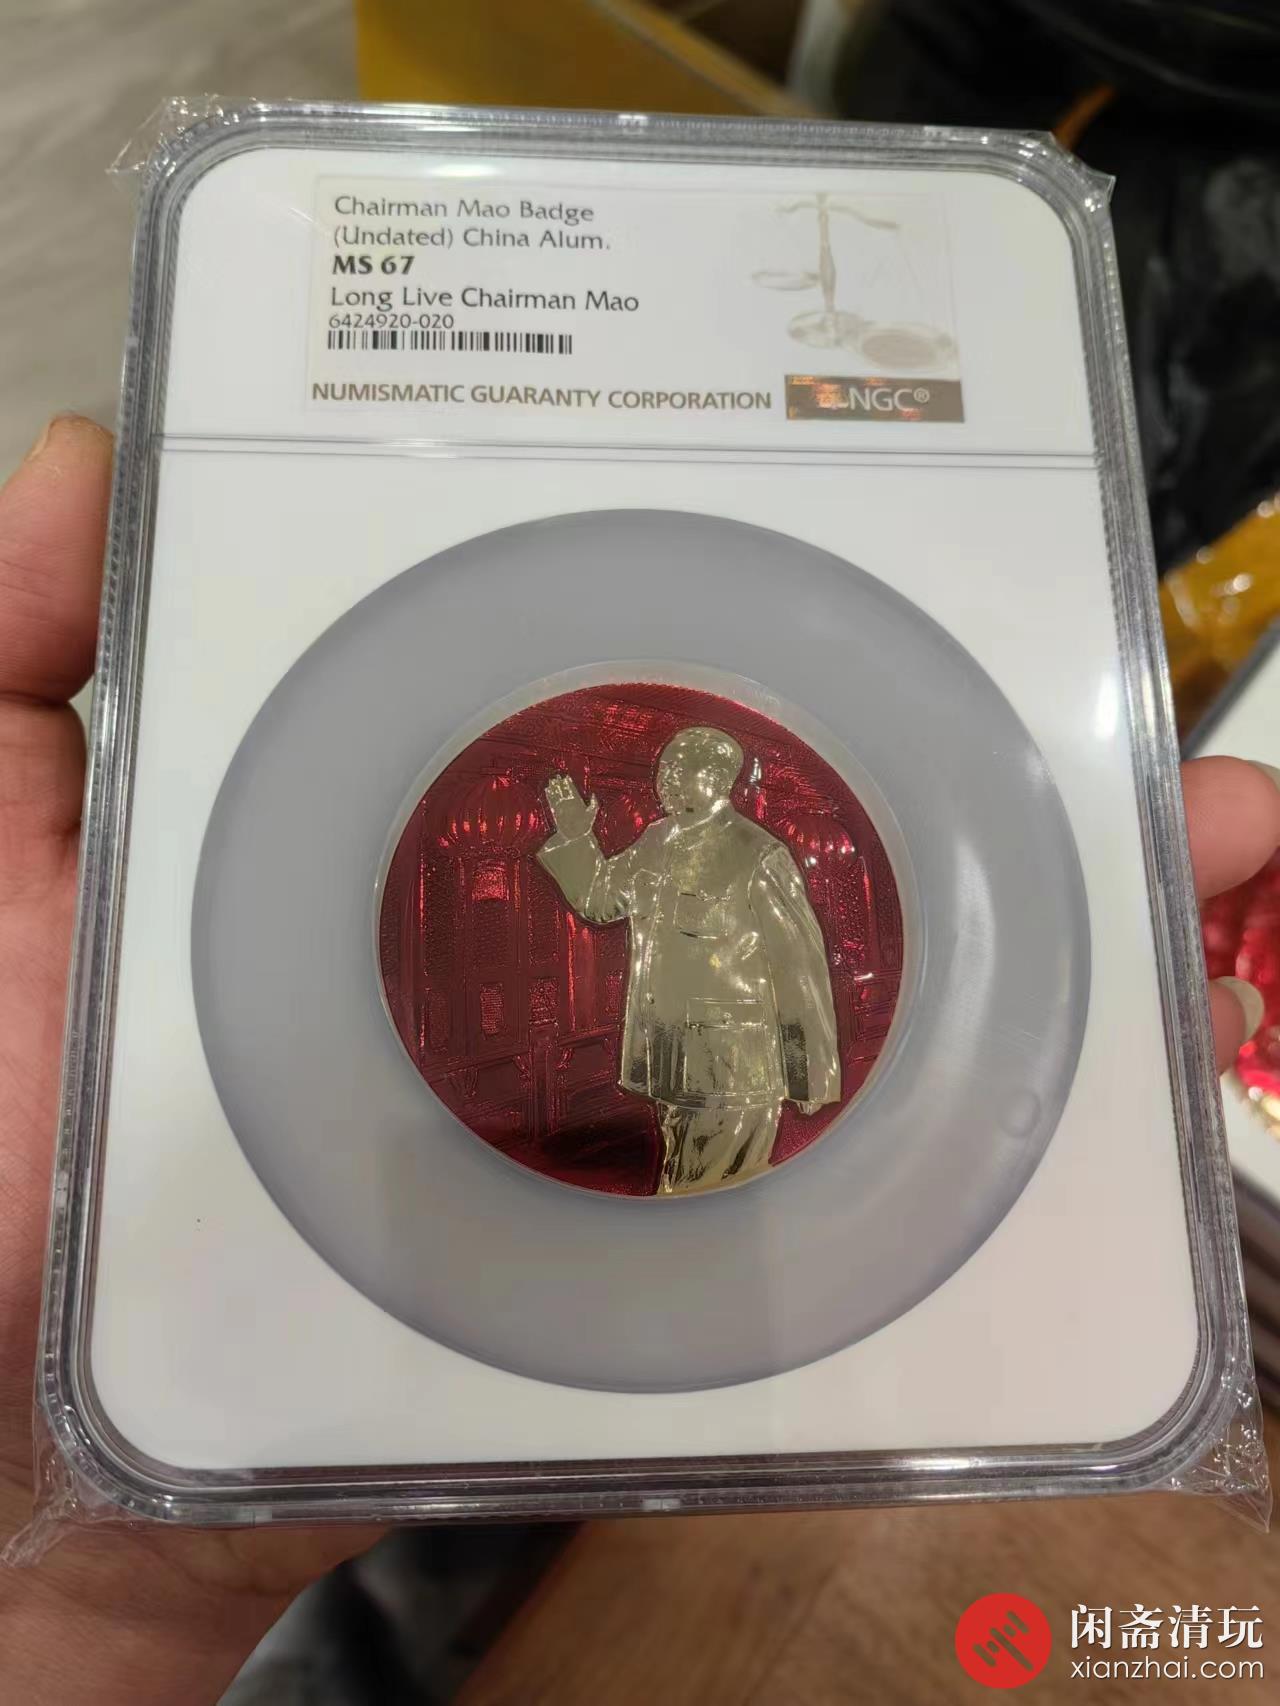 Chairman Mao Badge
(Undated) China Alum.
MS 67
Long Live Chairman Mao
6424920-020
NUMISMATIC GUARANTY CORPORATION
NGC®
闲斋清玩
xianzhai.com